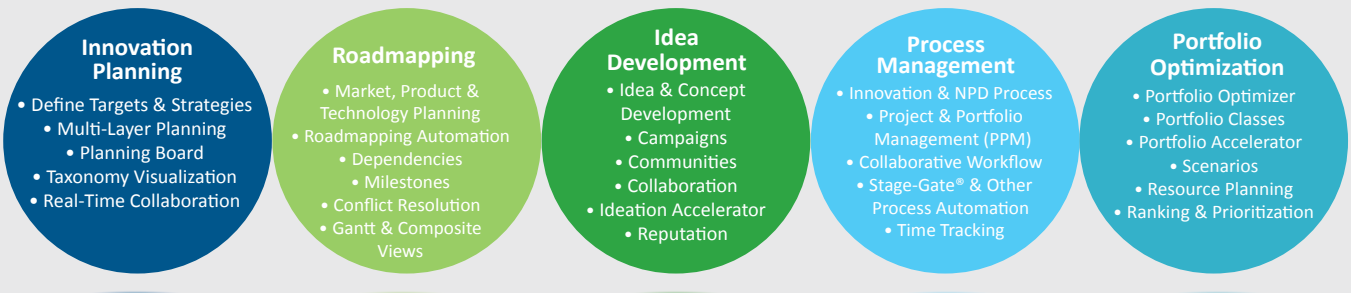 Innovation
Planning
• Define Targets & Strategies
• Multi-Layer Planning
• Planning Board
• Taxonomy Visualization
• Real-Time Collaboration
Roadmapping
• Market, Product &
Technology Planning
• Roadmapping Automation
• Dependencies
• Milestones
• Conflict Resolution
• Gantt & Composite
Views
Idea
Development
• Idea & Concept
Development
• Campaigns
• Communities
• Collaboration
• Ideation Accelerator
• Reputation
Process
Management
• Innovation & NPD Process
• Project & Portfolio
Management (PPM)
• Collaborative Workflow
• Stage-Gate® & Other
Process Automation
• Time Tracking
Portfolio
Optimization
• Portfolio Optimizer
• Portfolio Classes
• Portfolio Accelerator
• Scenarios
• Resource Planning
• Ranking & Prioritization